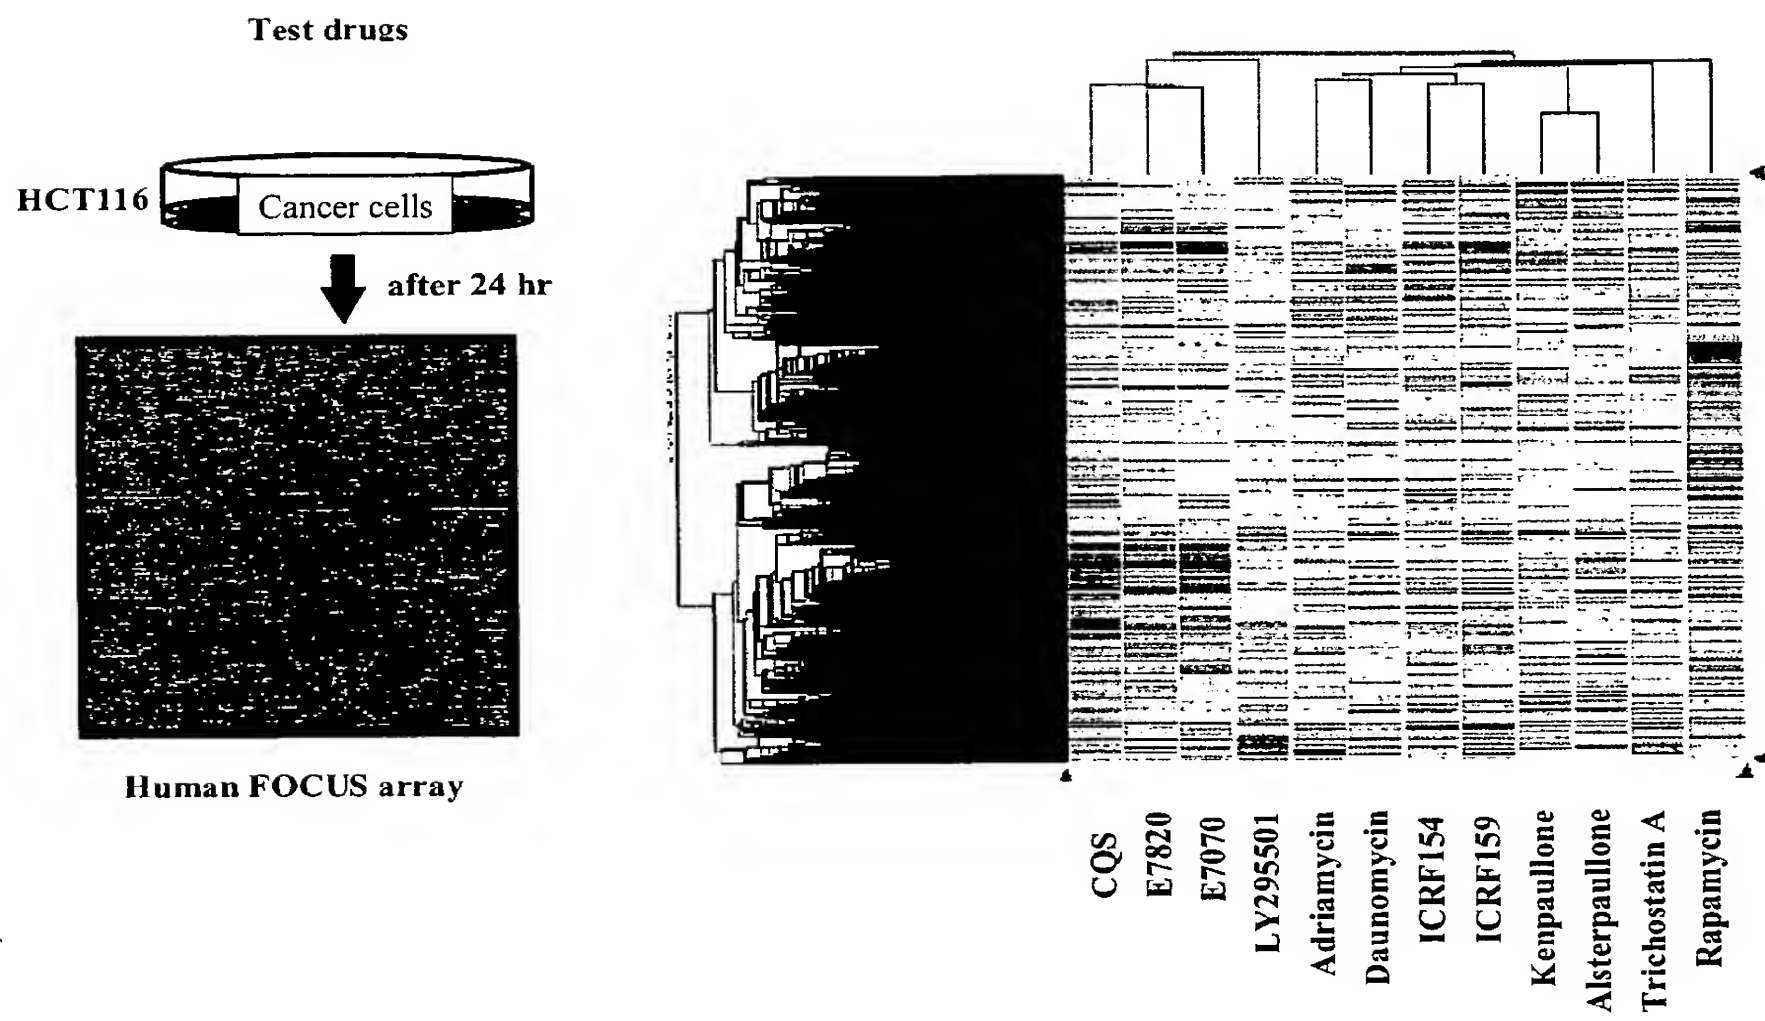 Test drugs
HCT116
Cancer cells
after 24 hr
Human FOCUS array
CQS
E7820
E7070
LY295501
Adriamycin
Daunomycin
ICRF154
ICRF159
Kenpaullone
Alsterpaullone
Trichostatin A
Rapamycin